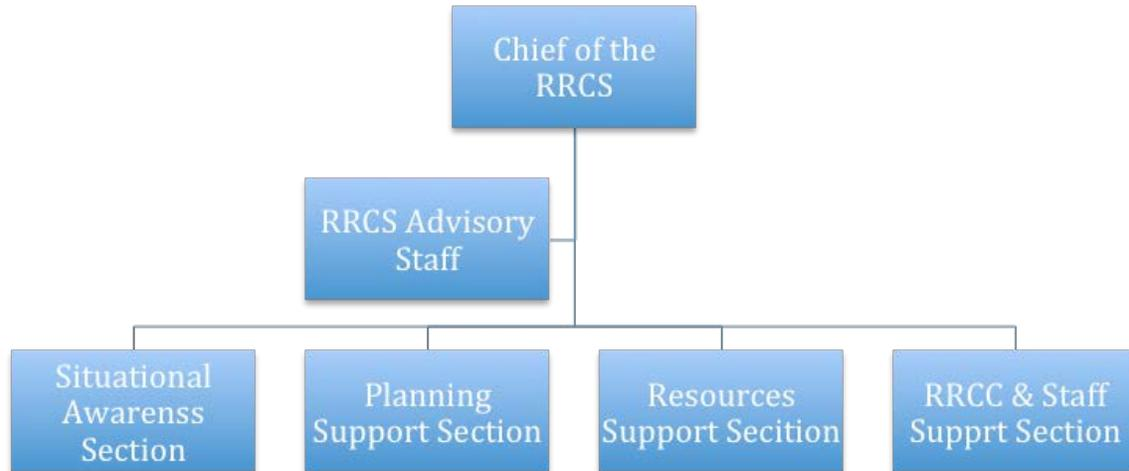 Chief of the
RRCS
RRCS Advisory
Staff
Situational
Awarenss
Section
Planning
Support Section
Resources
Support Secition
RRCC & Staff
Supprt Section